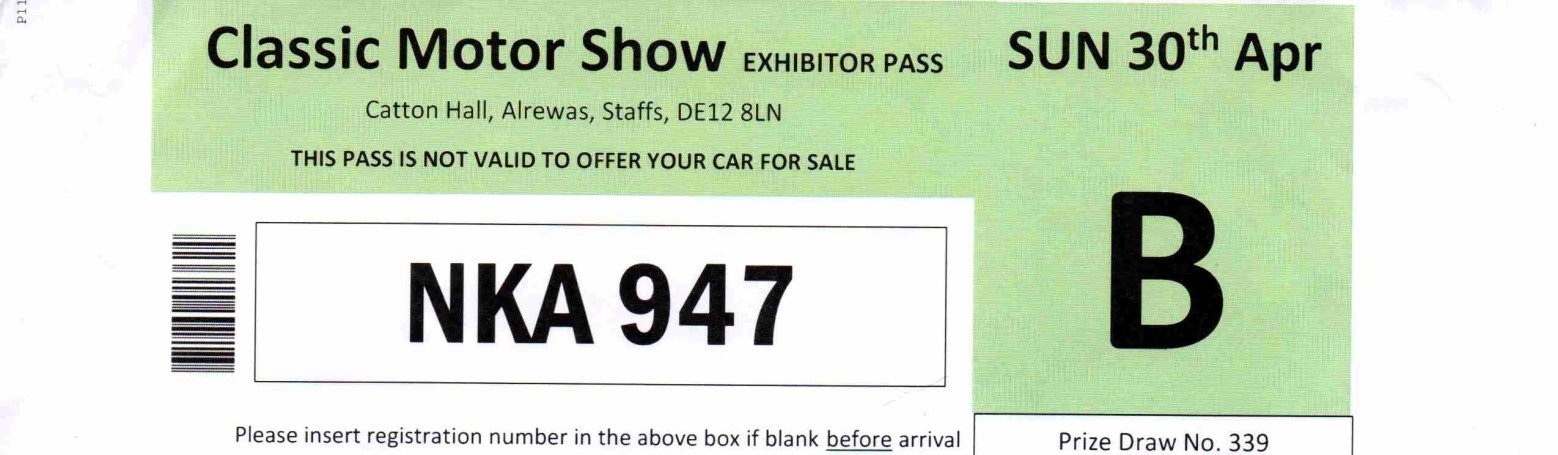 P11
Classic Motor Show EXHIBITOR PASS
SUN 30th Apr
Catton Hall, Alrewas, Staffs, DE12 8LN
THIS PASS IS NOT VALID TO OFFER YOUR CAR FOR SALE
B
NKA 947
Please insert registration number in the above box if blank before arrival
Prize Draw No. 339